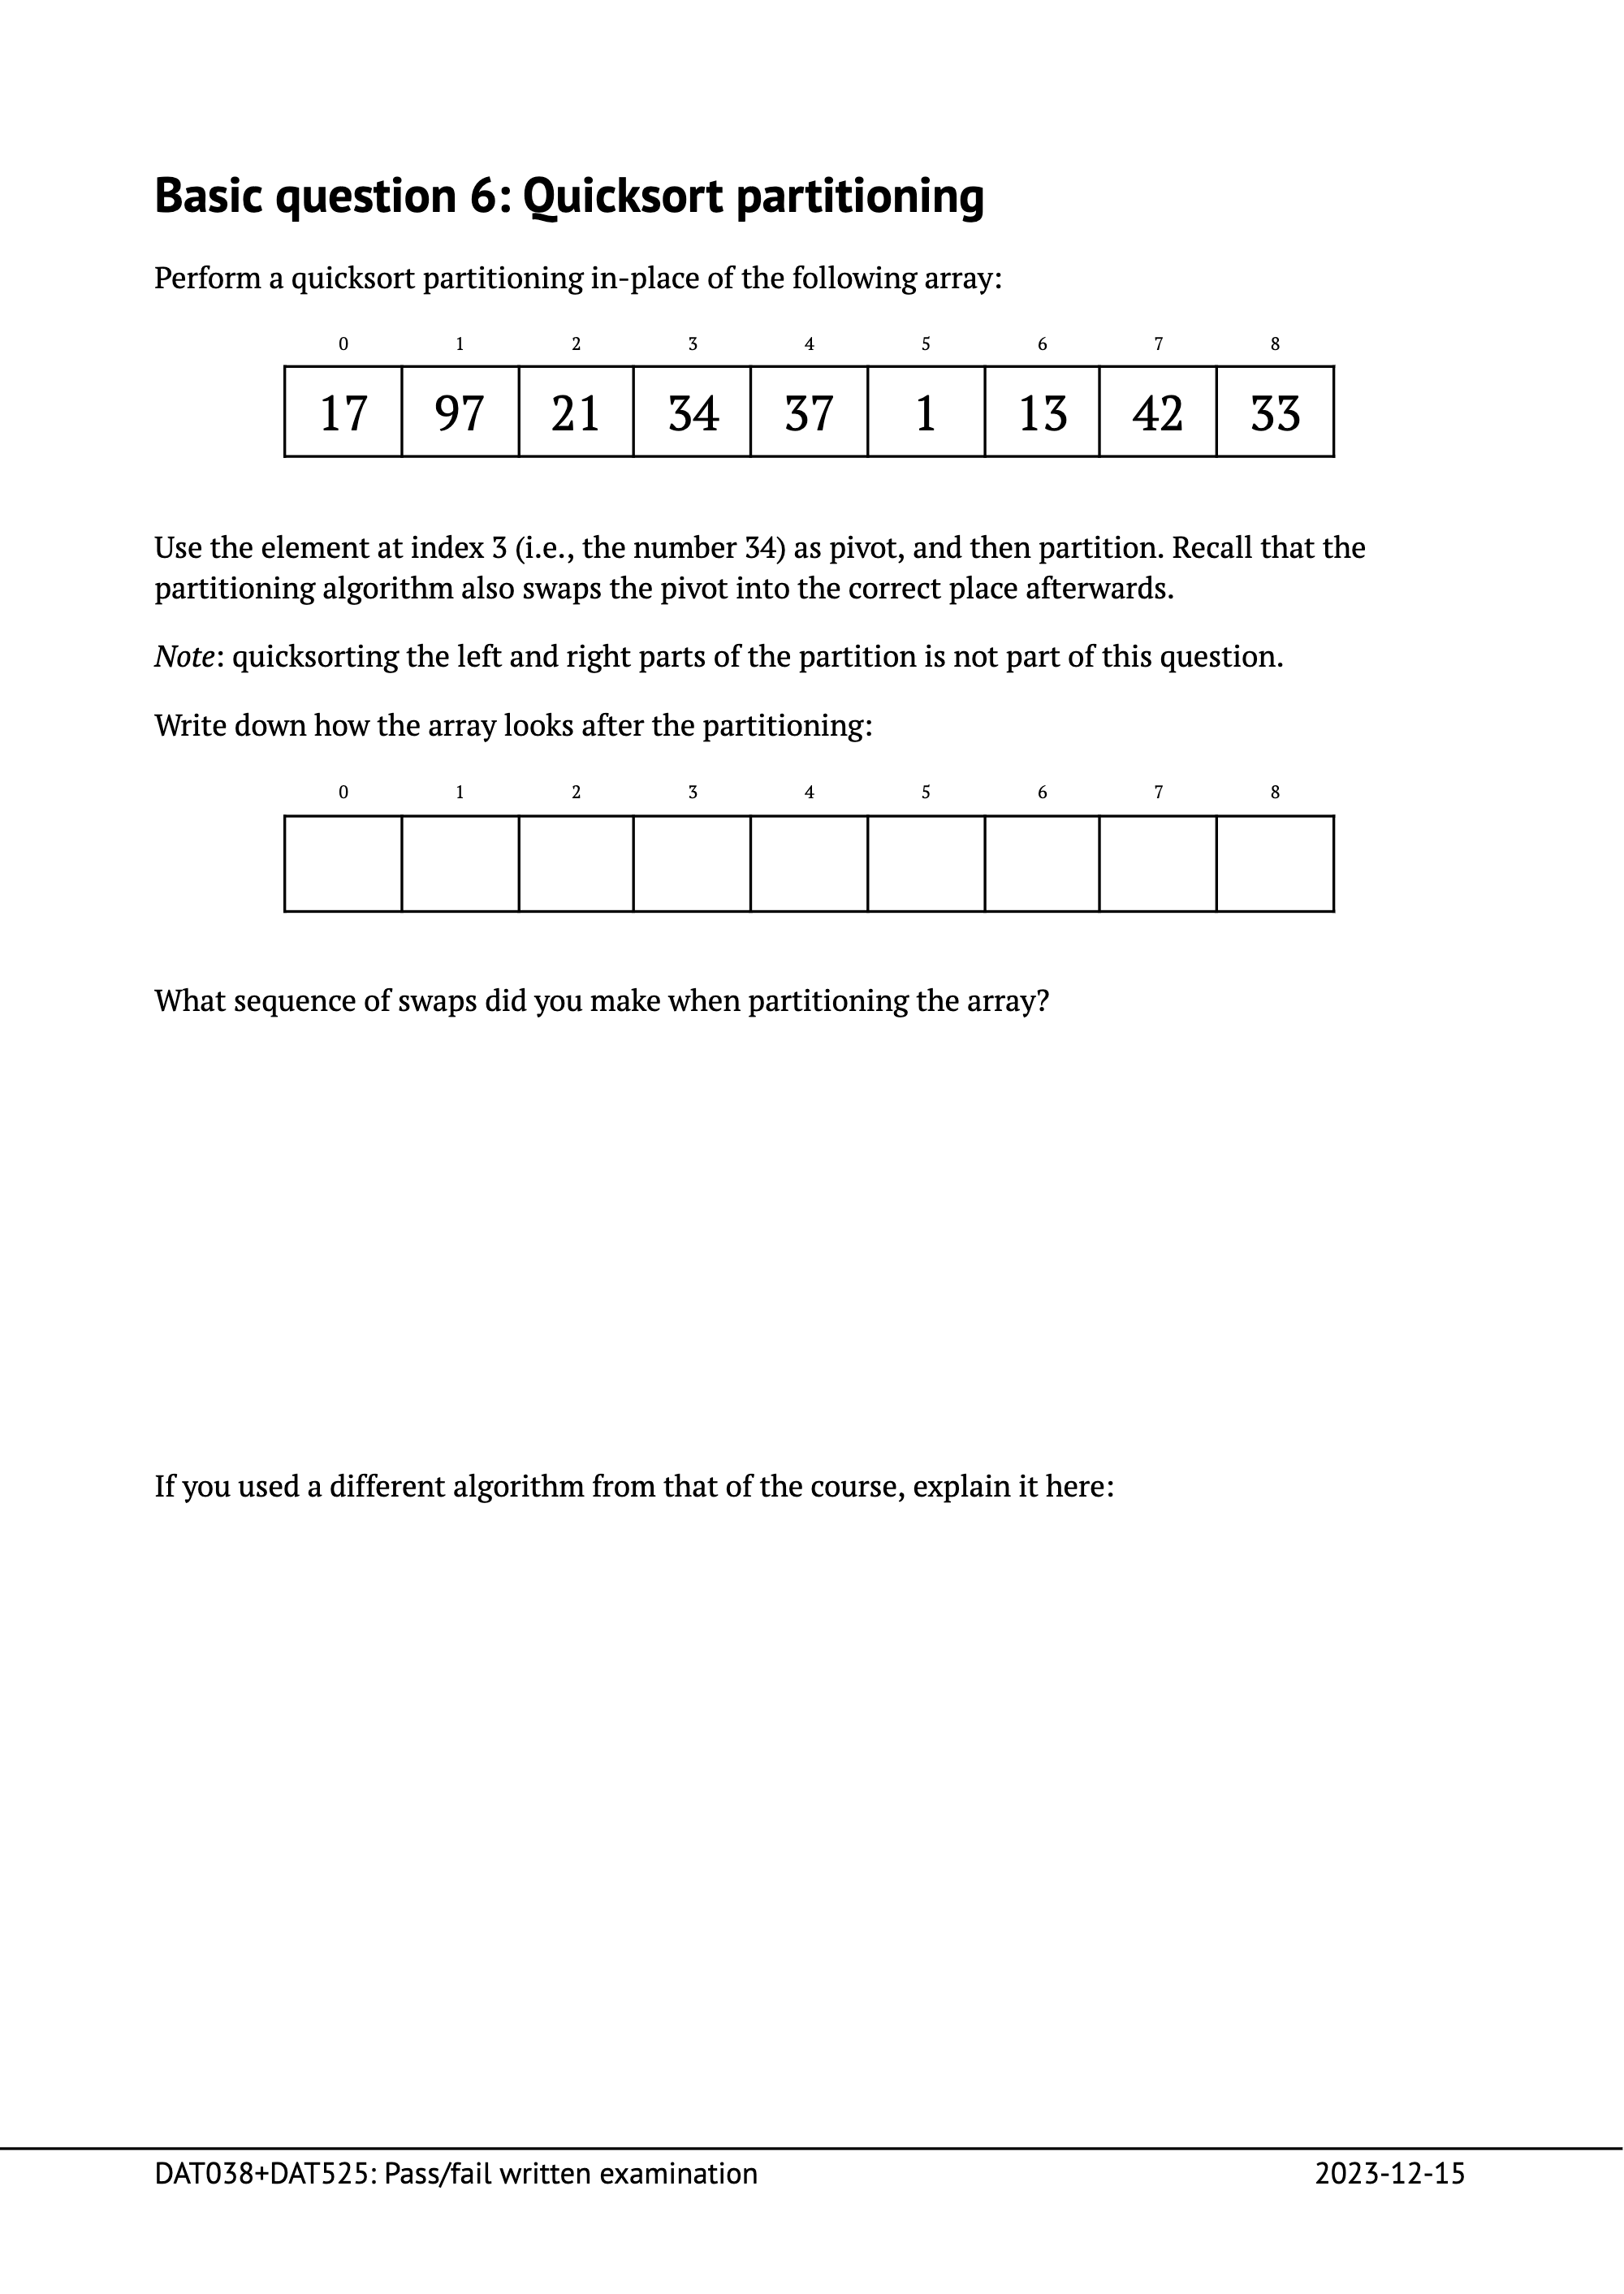 Basic question 6: Quicksort partitioning
Perform a quicksort partitioning in-place of the following array:
0 1 2 3 4 5 6 7 8
17 97 21 34 37 1 13 42 33
Use the element at index 3 (i.e., the number 34) as pivot, and then partition. Recall that the
partitioning algorithm also swaps the pivot into the correct place afterwards.
Note: quicksorting the left and right parts of the partition is not part of this question.
Write down how the array looks after the partitioning:
0 1 2 3 4 5 6 7 8
What sequence of swaps did you make when partitioning the array?
If you used a different algorithm from that of the course, explain it here:
DAT038+DAT525: Pass/fail written examination 2023-12-15